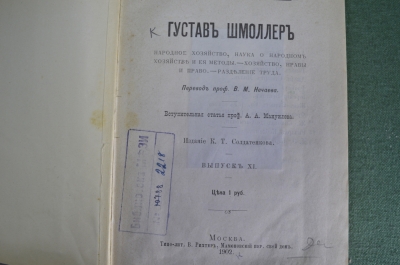 К
ГУСТАВЪ ШМОЛЛЕРЪ
НАРОДНОЕ ХОЗЯЙСТВО, НАУКА О НАРОДНОМЪ
ХОЗЯЙСТВѢ И ЕЯ МЕТОДЫ.—ХОЗЯЙСТВО, НРАВЫ
И ПРАВО.—РАЗДѢЛЕНІЕ ТРУДА.
Переводъ проф. В. М. Нечаева.
Вступительная статья проф. А. А. Мануилова.
Изданіе К. Т. Солдатенкова.
ВЫПУСКЪ XI.
Цѣна 1 руб.
МОСКВА.
1902.